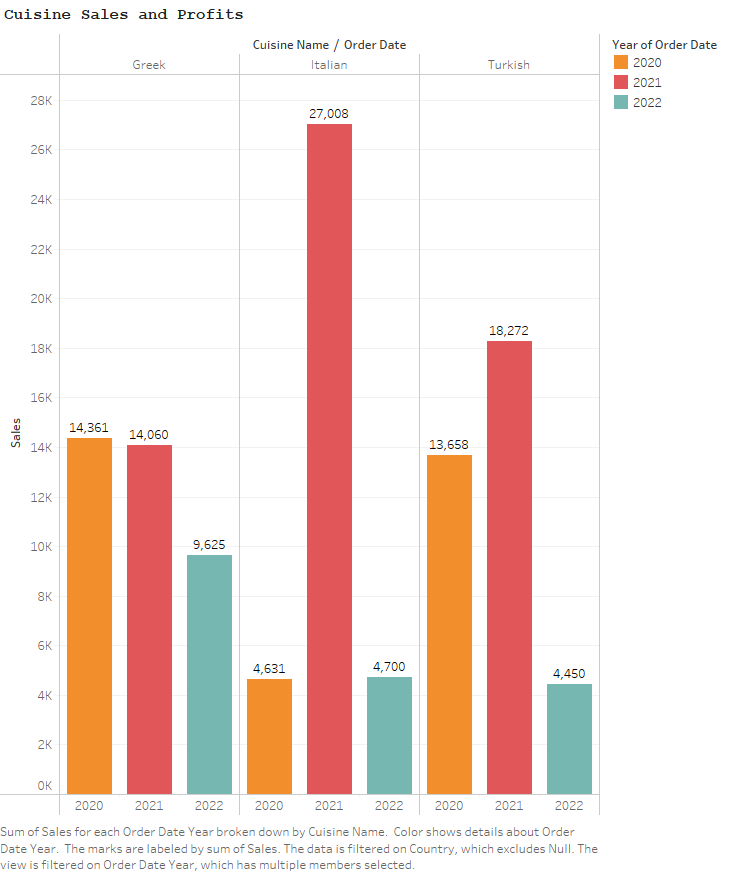 Cuisine Sales and Profits
Cuisine Name / Order Date
Greek Italian Turkish
Year of Order Date
2020
2021
2022
Sales
28K
26K
24K
22K
20K
18K
16K
14K
12K
10K
8K
6K
4K
2K
0K
14,361
14,060
9,625
4,631
27,008
4,700
13,658
18,272
4,450
2020 2021 2022 2020 2021 2022 2020 2021 2022
Sum of Sales for each Order Date Year broken down by Cuisine Name.  Color shows details about Order
Date Year.  The marks are labeled by sum of Sales. The data is filtered on Country, which excludes Null. The
view is filtered on Order Date Year, which has multiple members selected.